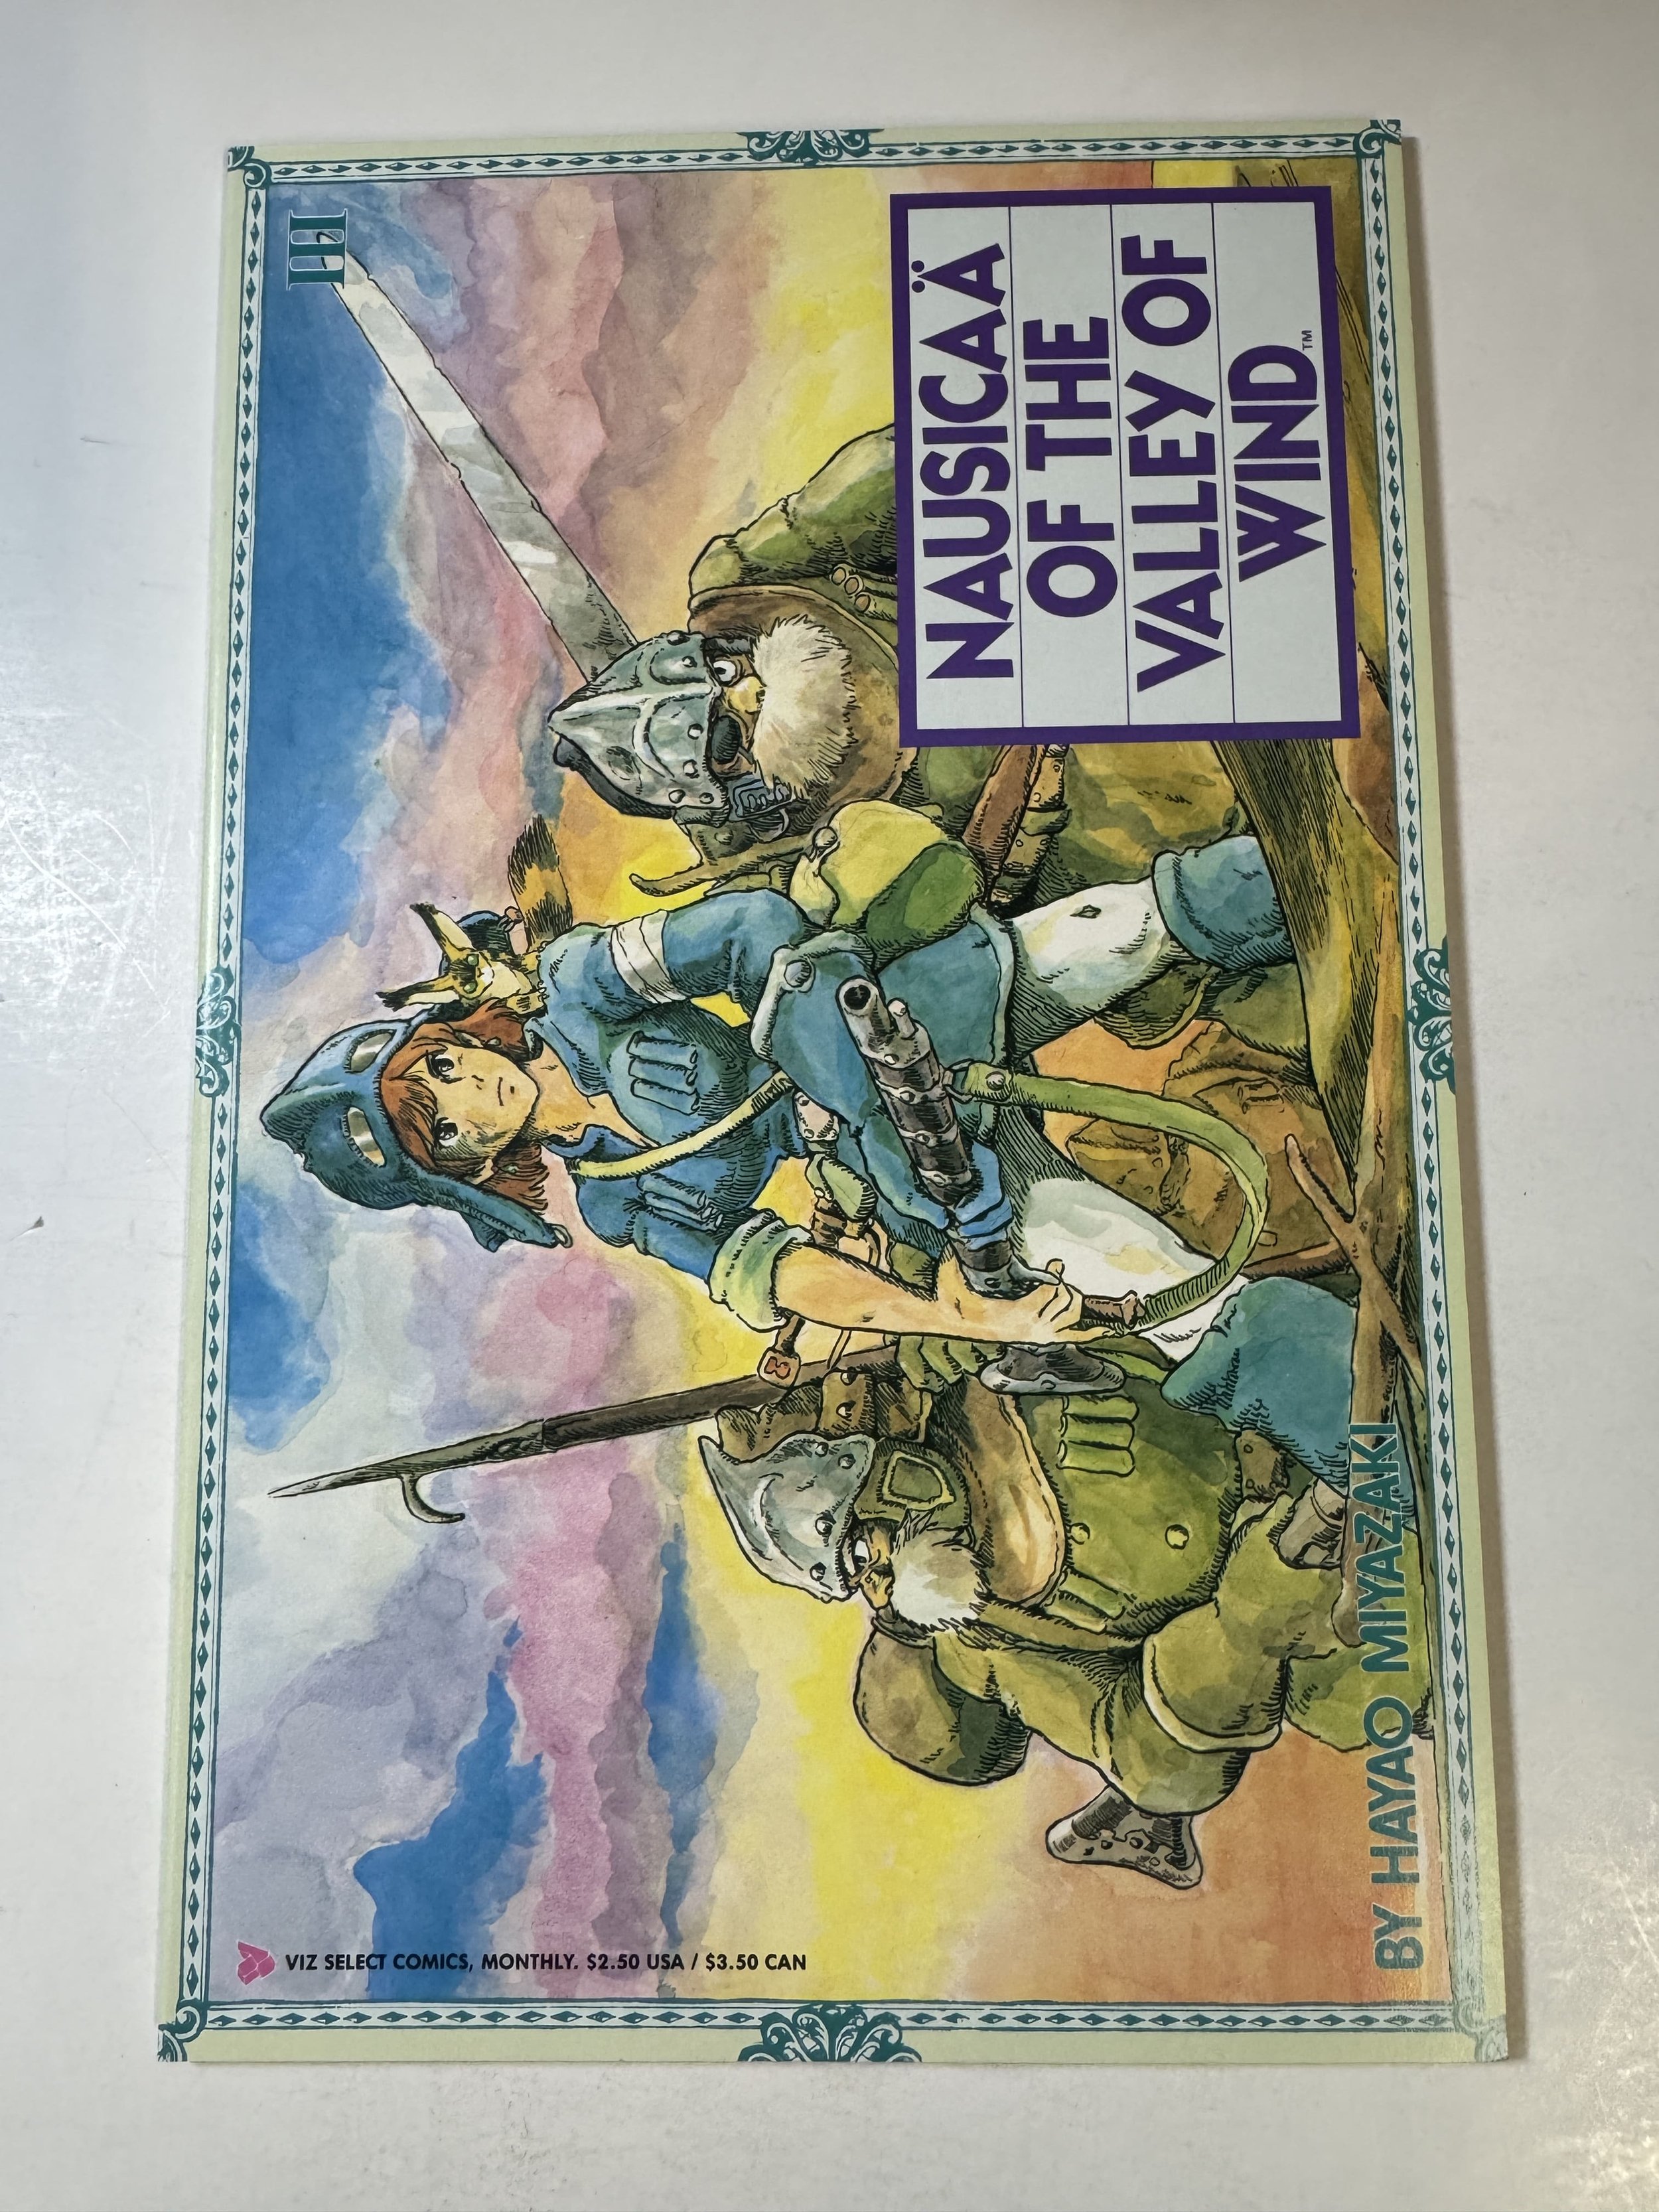 NAUSICAÄ
OF THE
VALLEY OF
WIND™
VIZ SELECT COMICS, MONTHLY. $2.50 USA / $3.50 CAN
BY HAYAO MIYAZAKI